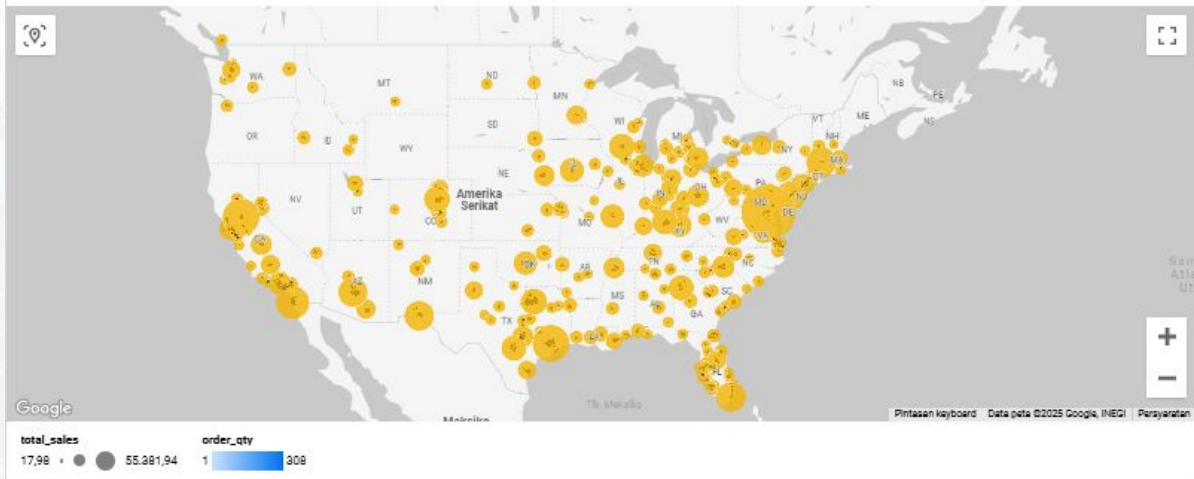 WA
MT
ND
MN
OR
ID
WY
SD
WI
MI
NY
VT
NH
ME
NB
PE
NS
MA
CT
NV
UT
CO
NE
Amerika
Serikat
IL
IN
OH
PA
NJ
MD
DE
MO
KY
WV
VA
CA
AZ
NM
OK
AR
TN
NC
SC
MS
AL
GA
TX
LA
FL
Tlk. Meksiko
Meksiko
Google
Pintasan keyboard Data peta ©2025 Google, INEGI Persyaratan
total_sales order_qty
17,98 55.381,94 1 308